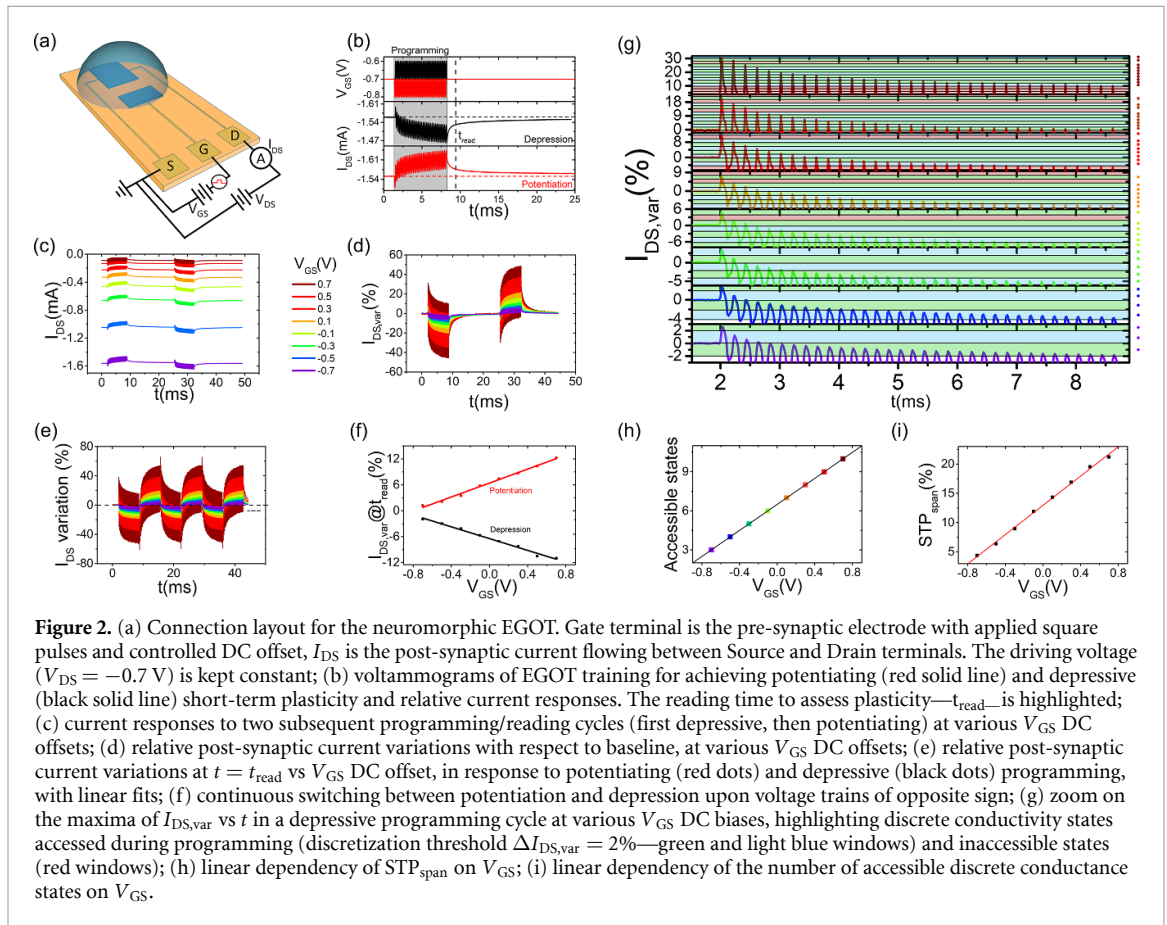 (a)
S
G
D
A
I_DS
V_GS
V_DS
(b)
Programming
V_GS(V)
-0.6
-0.7
-0.8
I_DS(mA)
-1.61
-1.54
-1.47
t_read
Depression
-1.61
-1.54
Potentiation
0 5 10 15 20 25
t(ms)
(c)
I_DS(mA)
0.0
-0.4
-0.8
-1.2
-1.6
0 10 20 30 40 50
t(ms)
V_GS(V)
0.7
0.5
0.3
0.1
-0.1
-0.3
-0.5
-0.7
(d)
I_DS,var(%)
60
40
20
0
-20
-40
-60
0 10 20 30 40 50
t(ms)
(e)
I_DS variation (%)
80
40
0
-40
-80
0 20 40
t(ms)
(f)
I_DS,var@t_read(%)
12
6
0
-6
-12
Potentiation
Depression
-0.8 -0.4 0.0 0.4 0.8
V_GS(V)
(g)
I_DS,var(%)
30
20
10
18
9
0
8
0
9
0
6
0
-6
0
-5
0
-4
2
0
-2
2 3 4 5 6 7 8
t(ms)
(h)
Accessible states
9
6
3
-0.8 -0.4 0.0 0.4 0.8
V_GS(V)
(i)
STP_span(%)
20
15
10
5
-0.8 -0.4 0.0 0.4 0.8
V_GS(V)
Figure 2. (a) Connection layout for the neuromorphic EGOT. Gate terminal is the pre-synaptic electrode with applied square
pulses and controlled DC offset, I_DS is the post-synaptic current flowing between Source and Drain terminals. The driving voltage
(V_DS = −0.7 V) is kept constant; (b) voltammograms of EGOT training for achieving potentiating (red solid line) and depressive
(black solid line) short-term plasticity and relative current responses. The reading time to assess plasticity—t_read—is highlighted;
(c) current responses to two subsequent programming/reading cycles (first depressive, then potentiating) at various V_GS DC
offsets; (d) relative post-synaptic current variations with respect to baseline, at various V_GS DC offsets; (e) relative post-synaptic
current variations at t = t_read vs V_GS DC offset, in response to potentiating (red dots) and depressive (black dots) programming,
with linear fits; (f) continuous switching between potentiation and depression upon voltage trains of opposite sign; (g) zoom on
the maxima of I_DS,var vs t in a depressive programming cycle at various V_GS DC biases, highlighting discrete conductivity states
accessed during programming (discretization threshold ΔI_DS,var = 2%—green and light blue windows) and inaccessible states
(red windows); (h) linear dependency of STP_span on V_GS; (i) linear dependency of the number of accessible discrete conductance
states on V_GS.